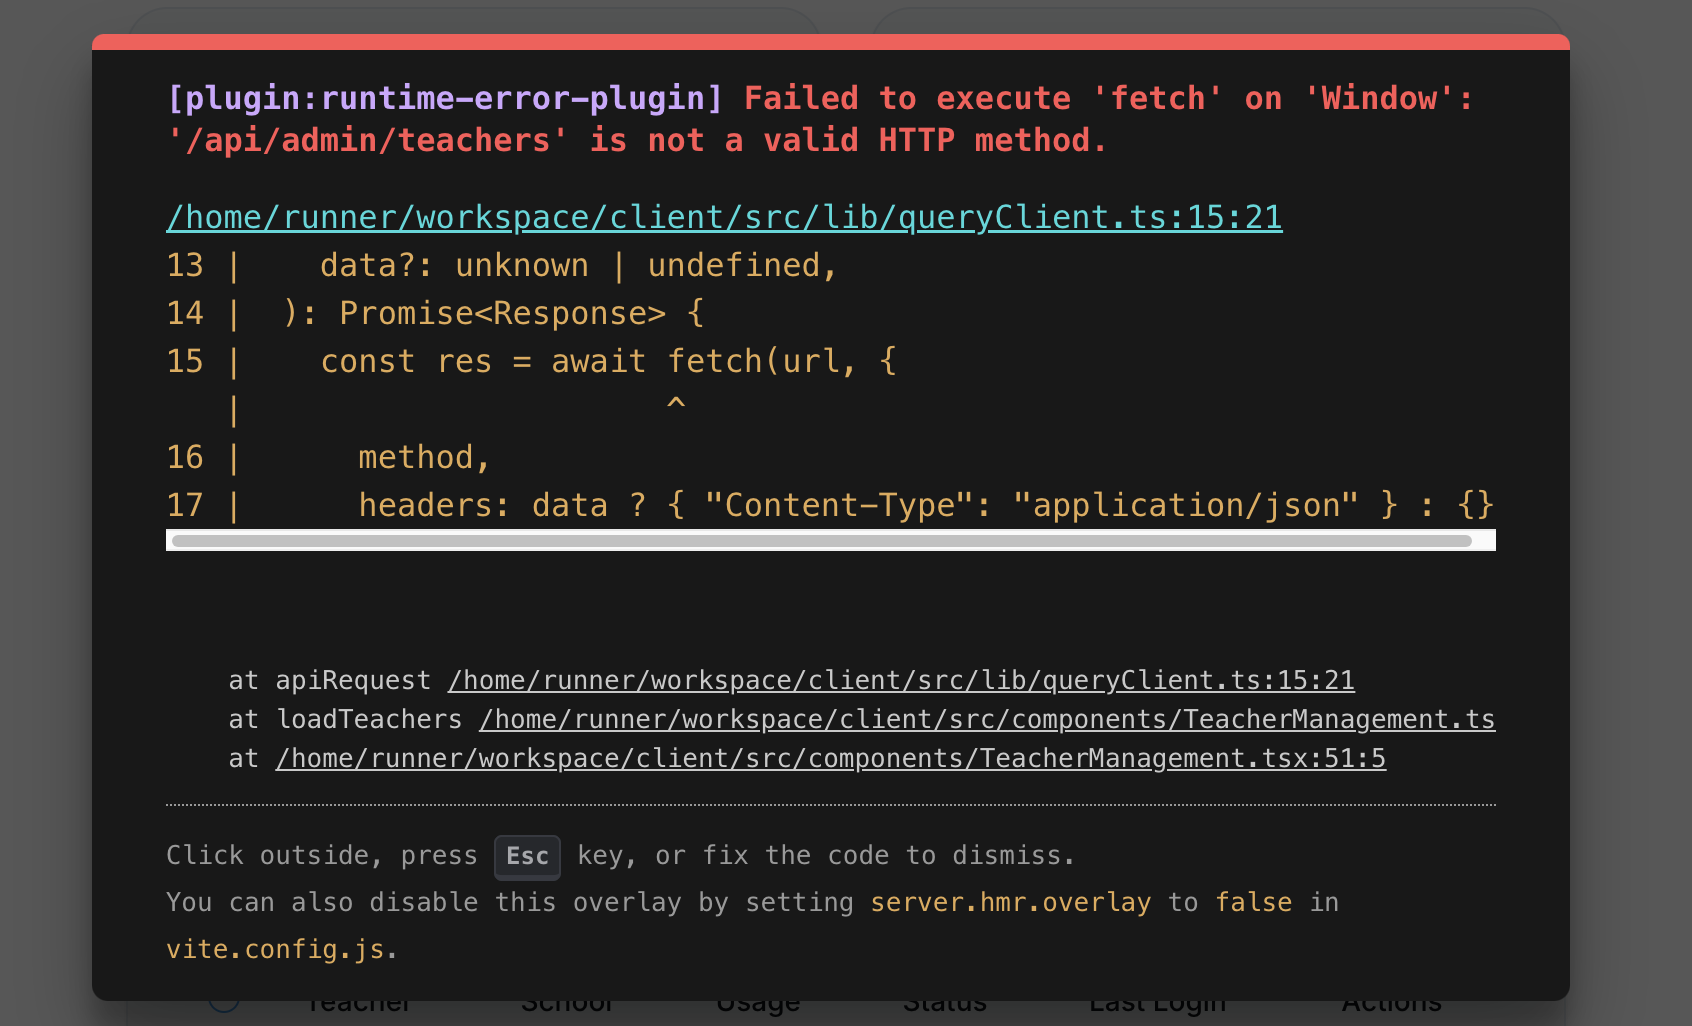 [plugin:runtime-error-plugin] Failed to execute 'fetch' on 'Window':
'/api/admin/teachers' is not a valid HTTP method.
/home/runner/workspace/client/src/lib/queryClient.ts:15:21
13 |    data?: unknown | undefined,
14 |  ): Promise<Response> {
15 |    const res = await fetch(url, {
   |                      ^
16 |      method,
17 |      headers: data ? { "Content-Type": "application/json" } : {}
at apiRequest /home/runner/workspace/client/src/lib/queryClient.ts:15:21
at loadTeachers /home/runner/workspace/client/src/components/TeacherManagement.ts
at /home/runner/workspace/client/src/components/TeacherManagement.tsx:51:5
Click outside, press Esc key, or fix the code to dismiss.
You can also disable this overlay by setting server.hmr.overlay to false in
vite.config.js.
Teacher School Usage Status Last Login Actions